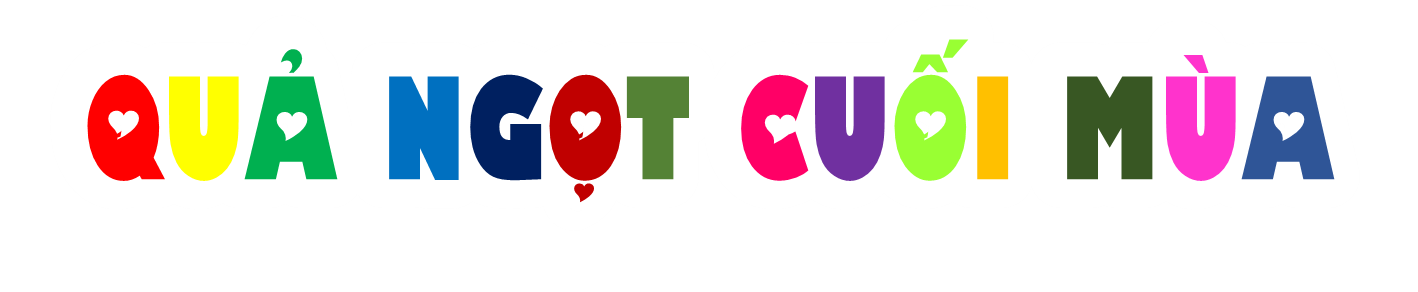 QUẢ NGỌT CUỐI MÙA